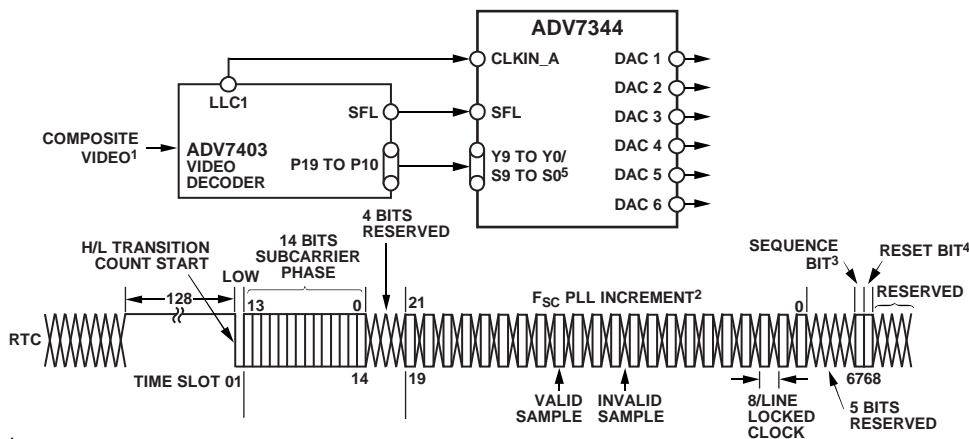 ADV7344
CLKIN_A
DAC 1
DAC 2
LLC1
SFL
SFL
DAC 3
COMPOSITE
VIDEO1
ADV7403
VIDEO
DECODER
P19 TO P10
Y9 TO Y0/
S9 TO S05
DAC 4
DAC 5
DAC 6
4 BITS
RESERVED
H/L TRANSITION
COUNT START
LOW
14 BITS
SUBCARRIER
PHASE
SEQUENCE
BIT3
RESET BIT4
RESERVED
128
13
0
21
FSC PLL INCREMENT2
0
RTC
TIME SLOT 01
14
19
6768
VALID
SAMPLE
INVALID
SAMPLE
8/LINE
LOCKED
CLOCK
5 BITS
RESERVED